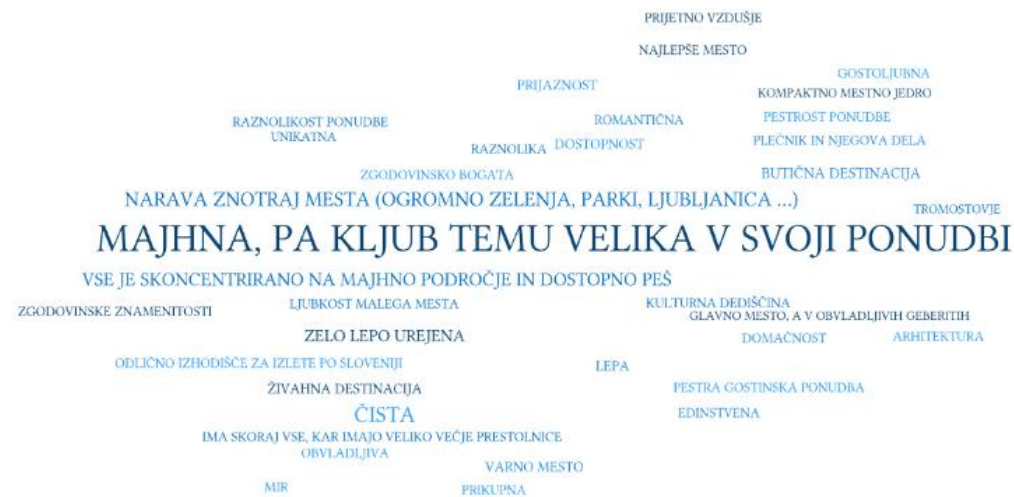 PRIJETNO VZDUŠJE
NAJLEPŠE MESTO
GOSTOLJUBNA
PRIJAZNOST
KOMPAKTNO MESTNO JEDRO
RAZNOLIKOST PONUDBE
ROMANTIČNA
PESTROST PONUDBE
UNIKATNA
RAZNOLIKA
DOSTOPNOST
PLEČNIK IN NJEGOVA DELA
ZGODOVINSKO BOGATA
BUTIČNA DESTINACIJA
NARAVA ZNOTRAJ MESTA (OGROMNO ZELENJA, PARKI, LJUBLJANICA ...)
TROMOSTOVJE
MAJHNA, PA KLJUB TEMU VELIKA V SVOJI PONUDBI
VSE JE SKONCENTRIRANO NA MAJHNO PODROČJE IN DOSTOPNO PEŠ
ZGODOVINSKE ZNAMENITOSTI
LJUBKOST MALEGA MESTA
KULTURNA DEDIŠČINA
GLAVNO MESTO, A V OBVLADLJIVIH GEBERITIH
ZELO LEPO UREJENA
DOMAČNOST
ARHITEKTURA
ODLIČNO IZHODIŠČE ZA IZLETE PO SLOVENIJI
LEPA
ŽIVAHNA DESTINACIJA
PESTRA GOSTINSKA PONUDBA
ČISTA
EDINSTVENA
IMA SKORAJ VSE, KAR IMAJO VELIKO VEČJE PRESTOLNICE
OBVLADLJIVA
VARNO MESTO
MIR
PRIKUPNA